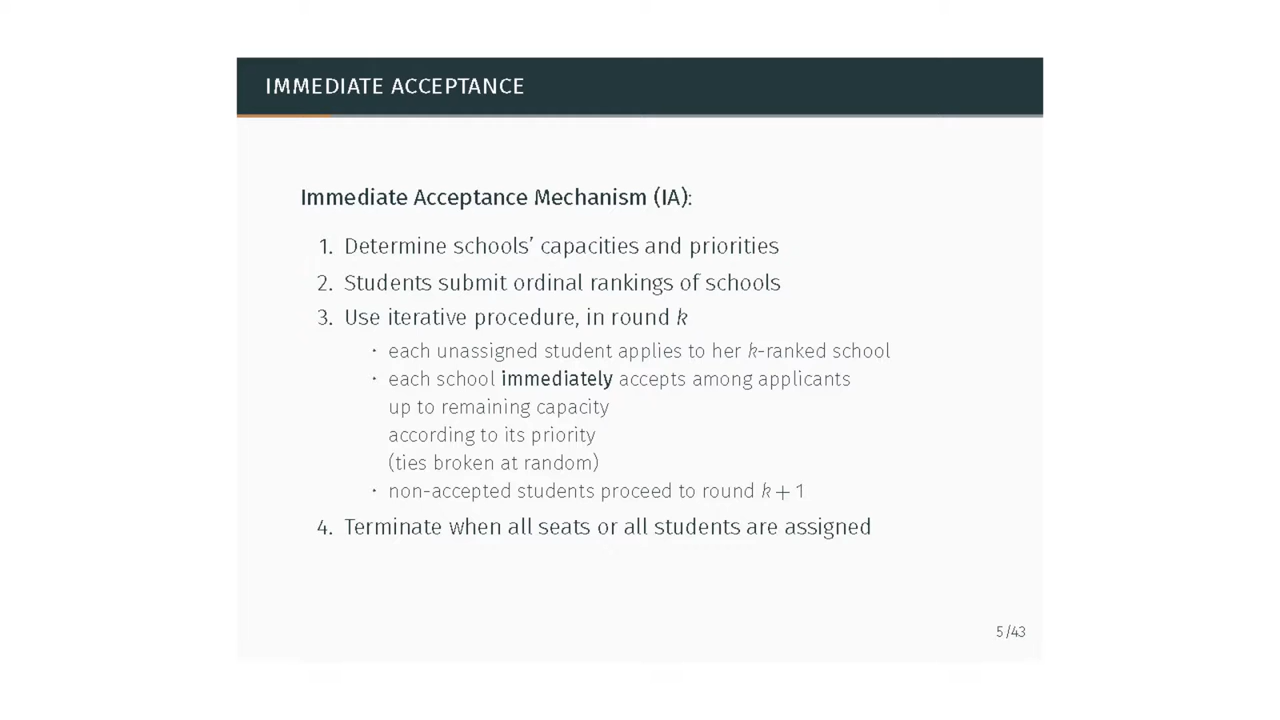 IMMEDIATE ACCEPTANCE
Immediate Acceptance Mechanism (IA):
1. Determine schools’ capacities and priorities
2. Students submit ordinal rankings of schools
3. Use iterative procedure, in round k
· each unassigned student applies to her k-ranked school
· each school immediately accepts among applicants
up to remaining capacity
according to its priority
(ties broken at random)
· non-accepted students proceed to round k + 1
4. Terminate when all seats or all students are assigned
5/43